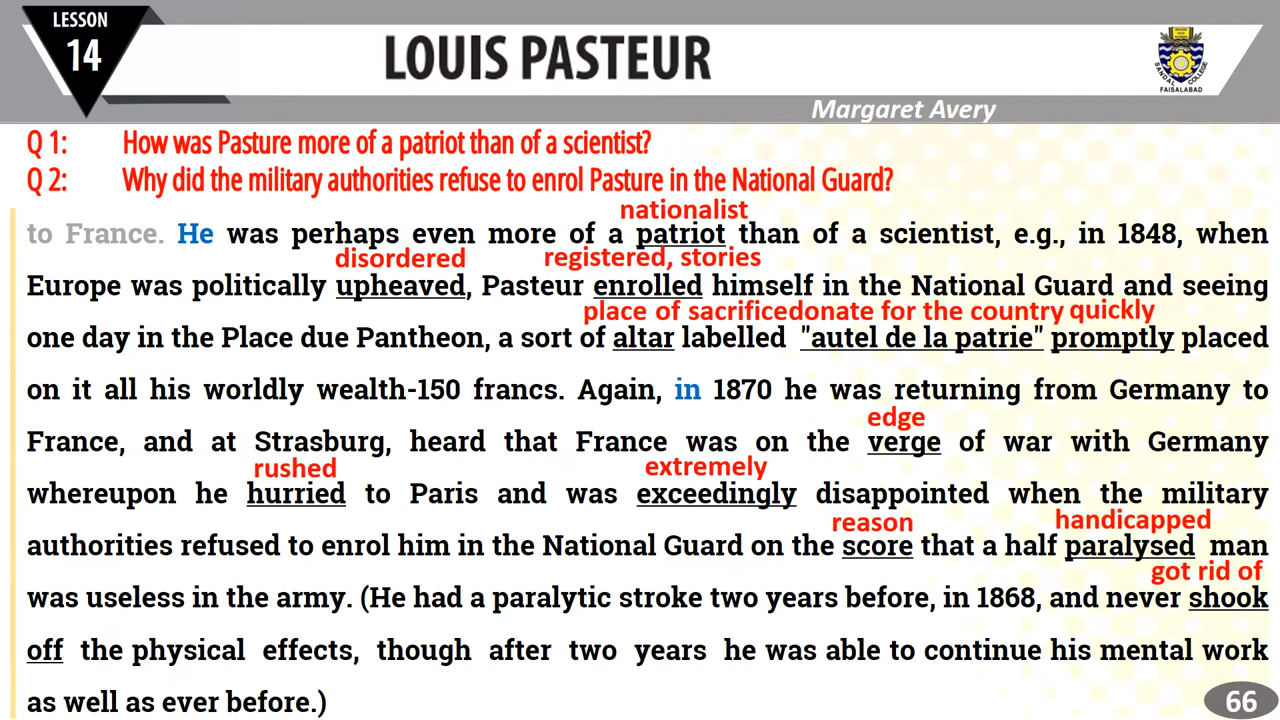 LESSON
14
LOUIS PASTEUR
SANDAL COLLEGE
FAISALABAD
Margaret Avery
Q 1: How was Pasture more of a patriot than of a scientist?
Q 2: Why did the military authorities refuse to enrol Pasture in the National Guard?
nationalist
to France. He was perhaps even more of a patriot than of a scientist, e.g., in 1848, when
disordered registered, stories
Europe was politically upheaved, Pasteur enrolled himself in the National Guard and seeing
place of sacrificedonate for the country quickly
one day in the Place due Pantheon, a sort of altar labelled "autel de la patrie" promptly placed
on it all his worldly wealth-150 francs. Again, in 1870 he was returning from Germany to
edge
France, and at Strasburg, heard that France was on the verge of war with Germany
rushed extremely
whereupon he hurried to Paris and was exceedingly disappointed when the military
reason handicapped
authorities refused to enrol him in the National Guard on the score that a half paralysed man
got rid of
was useless in the army. (He had a paralytic stroke two years before, in 1868, and never shook
off the physical effects, though after two years he was able to continue his mental work
as well as ever before.)
66